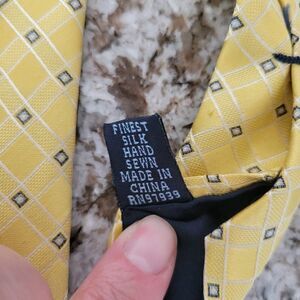 FINEST
SILK
HAND
SEWN
MADE IN
CHINA
RN97939